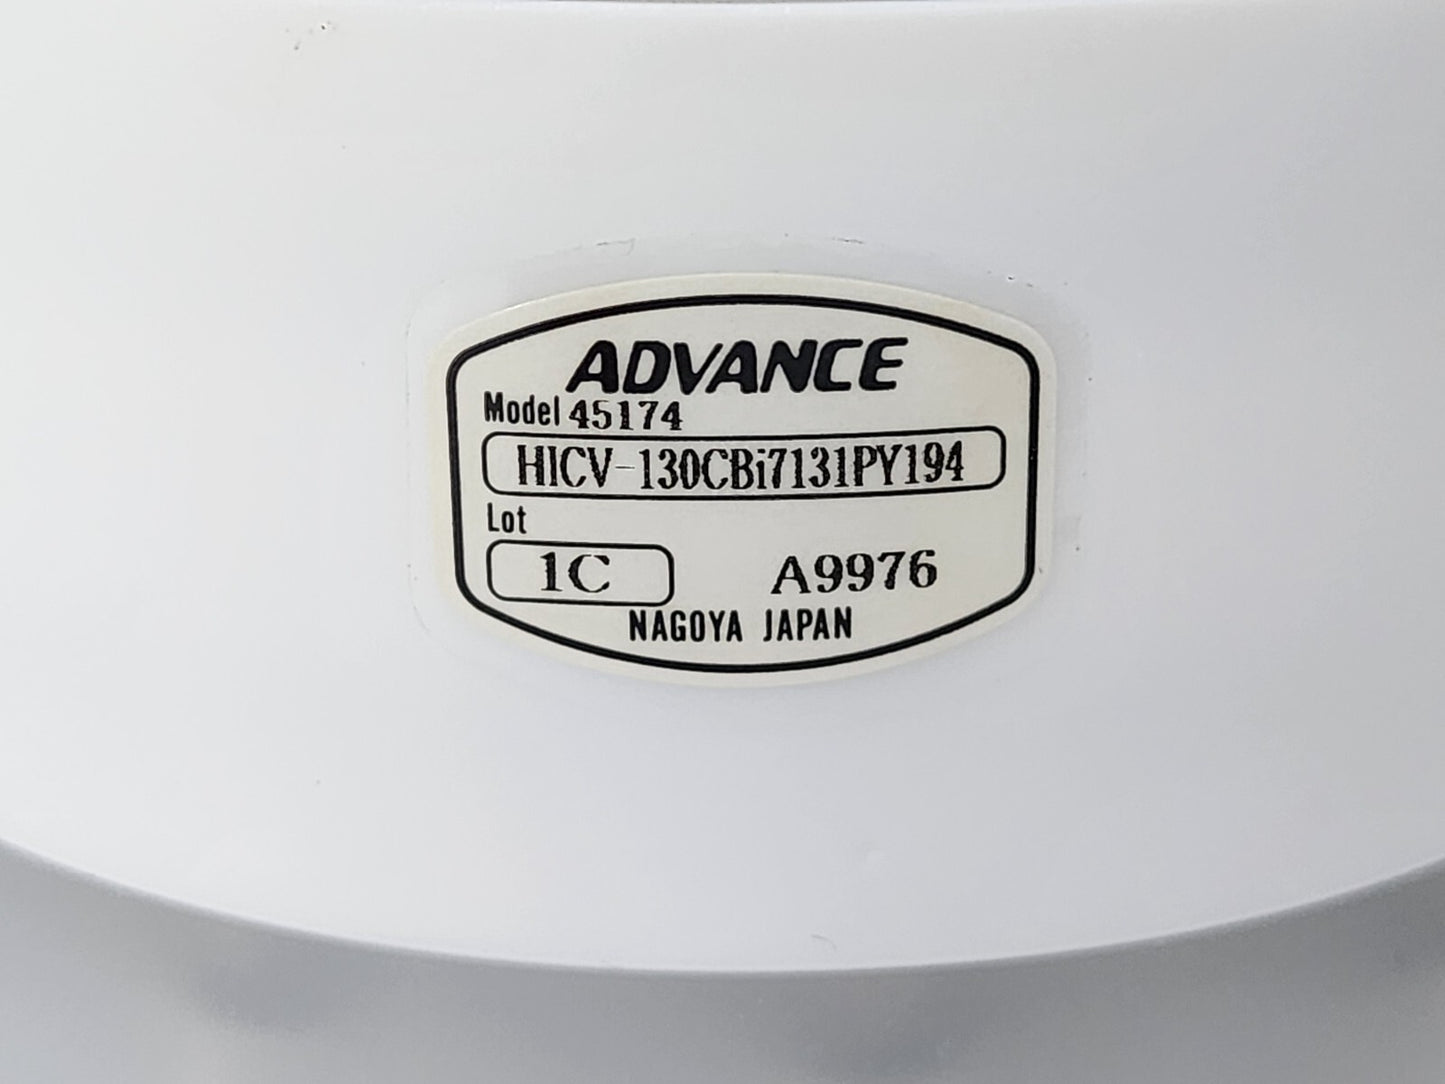 ADVANCE
Model 45174
HICV-130CBi7131PY194
Lot
1C A9976
NAGOYA JAPAN